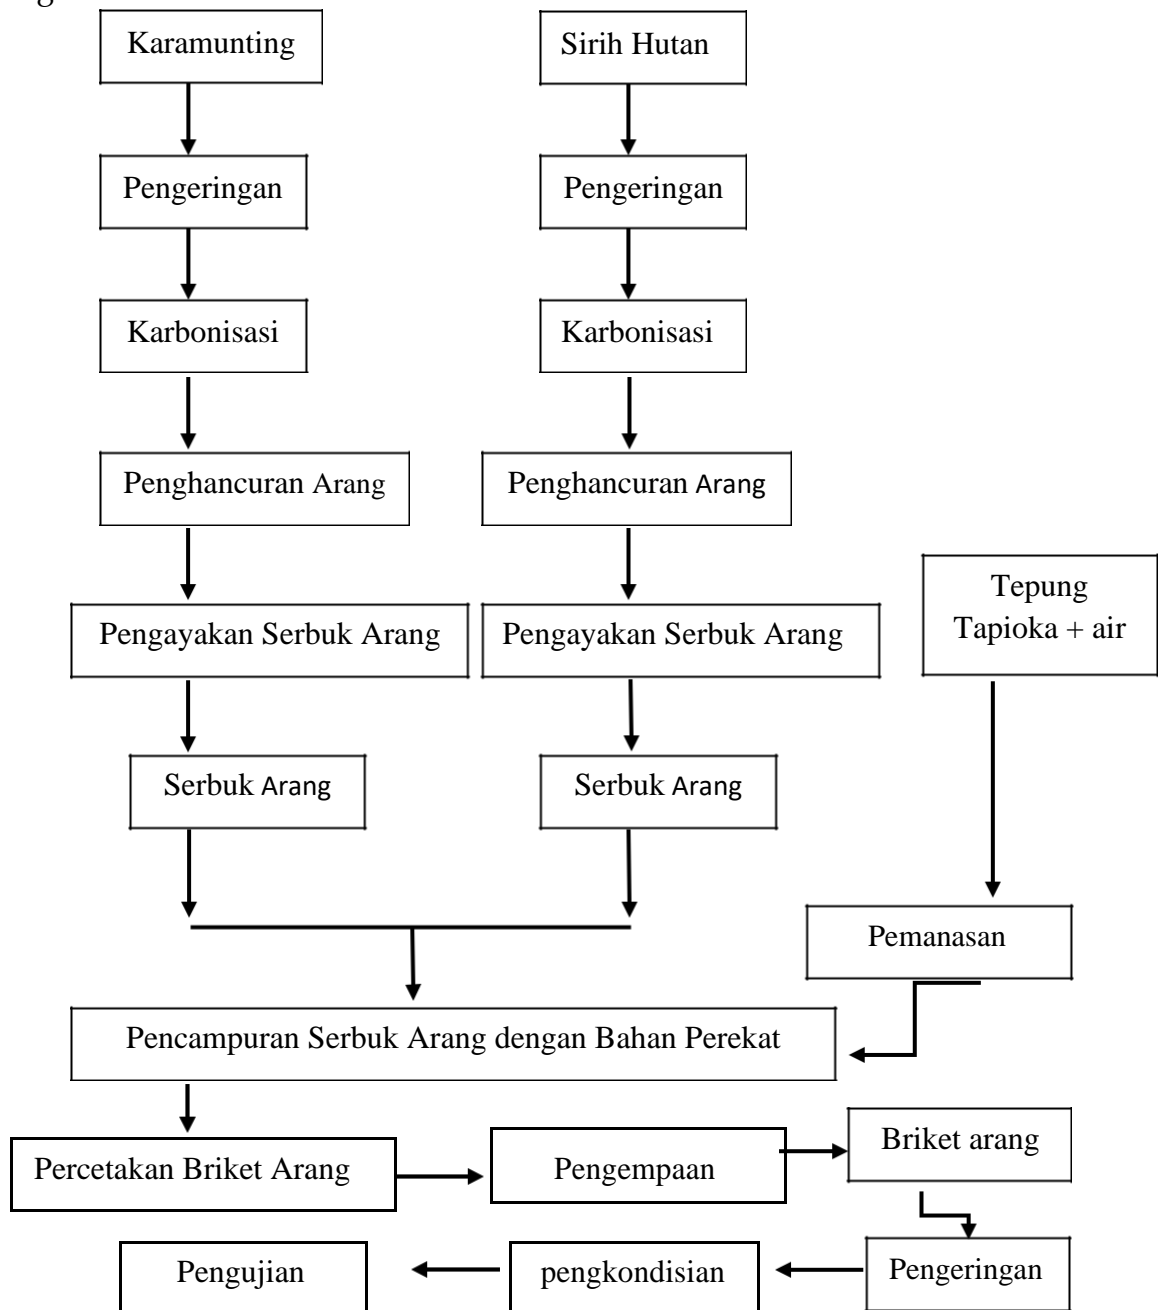 Karamunting
Sirih Hutan
Pengeringan
Pengeringan
Karbonisasi
Karbonisasi
Penghancuran Arang
Penghancuran Arang
Tepung
Tapioka + air
Pengayakan Serbuk Arang
Pengayakan Serbuk Arang
Serbuk Arang
Serbuk Arang
Pemanasan
Pencampuran Serbuk Arang dengan Bahan Perekat
Percetakan Briket Arang
Pengempaan
Briket arang
Pengujian
pengkondisian
Pengeringan